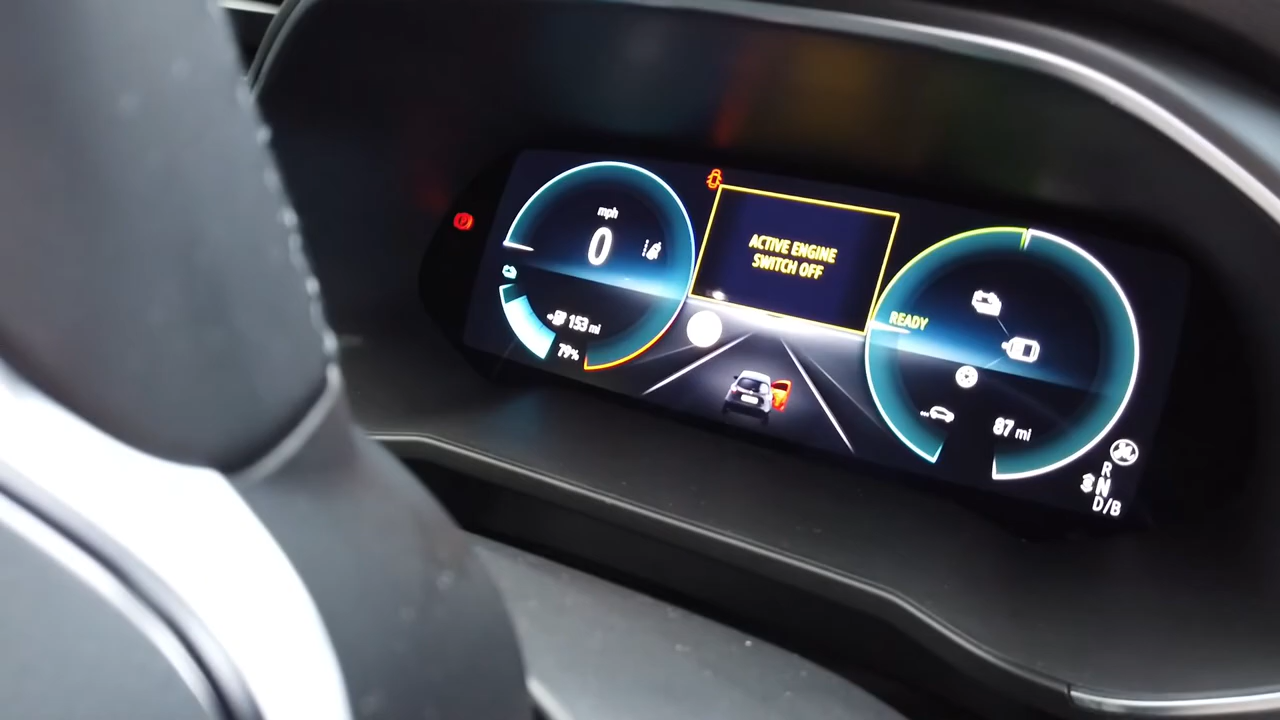 mph
0
153 mi
79%
ACTIVE ENGINE
SWITCH OFF
READY
87 mi
R
N
D/B